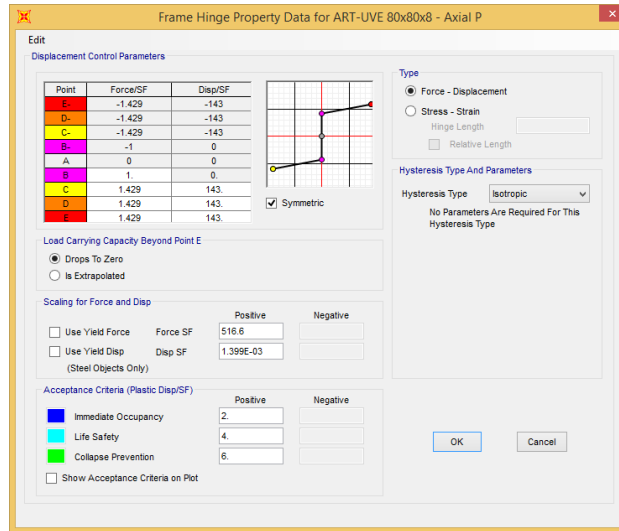 Frame Hinge Property Data for ART-UVE 80x80x8 - Axial P
Edit
Displacement Control Parameters
Point Force/SF Disp/SF
E- -1.429 -143
D- -1.429 -143
C- -1.429 -143
B- -1 0
A 0 0
B 1. 0.
C 1.429 143.
D 1.429 143.
E 1.429 143.
Symmetric
Type
Force - Displacement
Stress - Strain
Hinge Length
Relative Length
Hysteresis Type And Parameters
Hysteresis Type Isotropic
No Parameters Are Required For This
Hysteresis Type
Load Carrying Capacity Beyond Point E
Drops To Zero
Is Extrapolated
Scaling for Force and Disp
Positive Negative
Use Yield Force Force SF 516.6
Use Yield Disp Disp SF 1.399E-03
(Steel Objects Only)
Acceptance Criteria (Plastic Disp/SF)
Positive Negative
Immediate Occupancy 2.
Life Safety 4.
Collapse Prevention 6.
Show Acceptance Criteria on Plot
OK Cancel